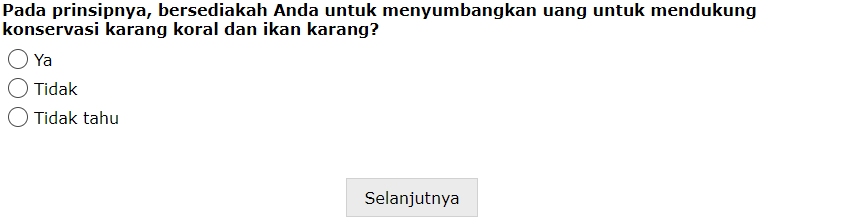 Pada prinsipnya, bersediakah Anda untuk menyumbangkan uang untuk mendukung
konservasi karang koral dan ikan karang?
Ya
Tidak
Tidak tahu
Selanjutnya